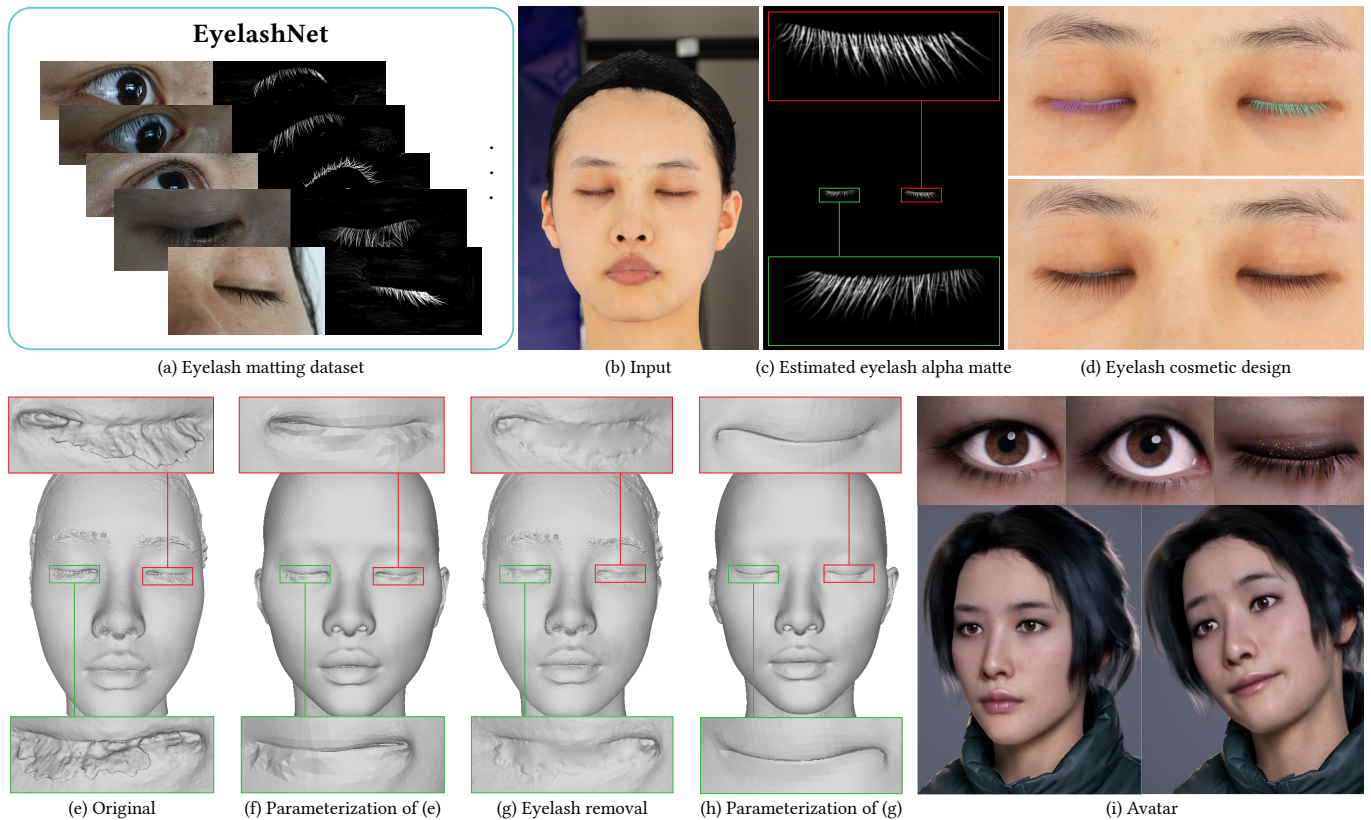 EyelashNet
(a) Eyelash matting dataset
(b) Input
(c) Estimated eyelash alpha matte
(d) Eyelash cosmetic design
(e) Original
(f) Parameterization of (e)
(g) Eyelash removal
(h) Parameterization of (g)
(i) Avatar